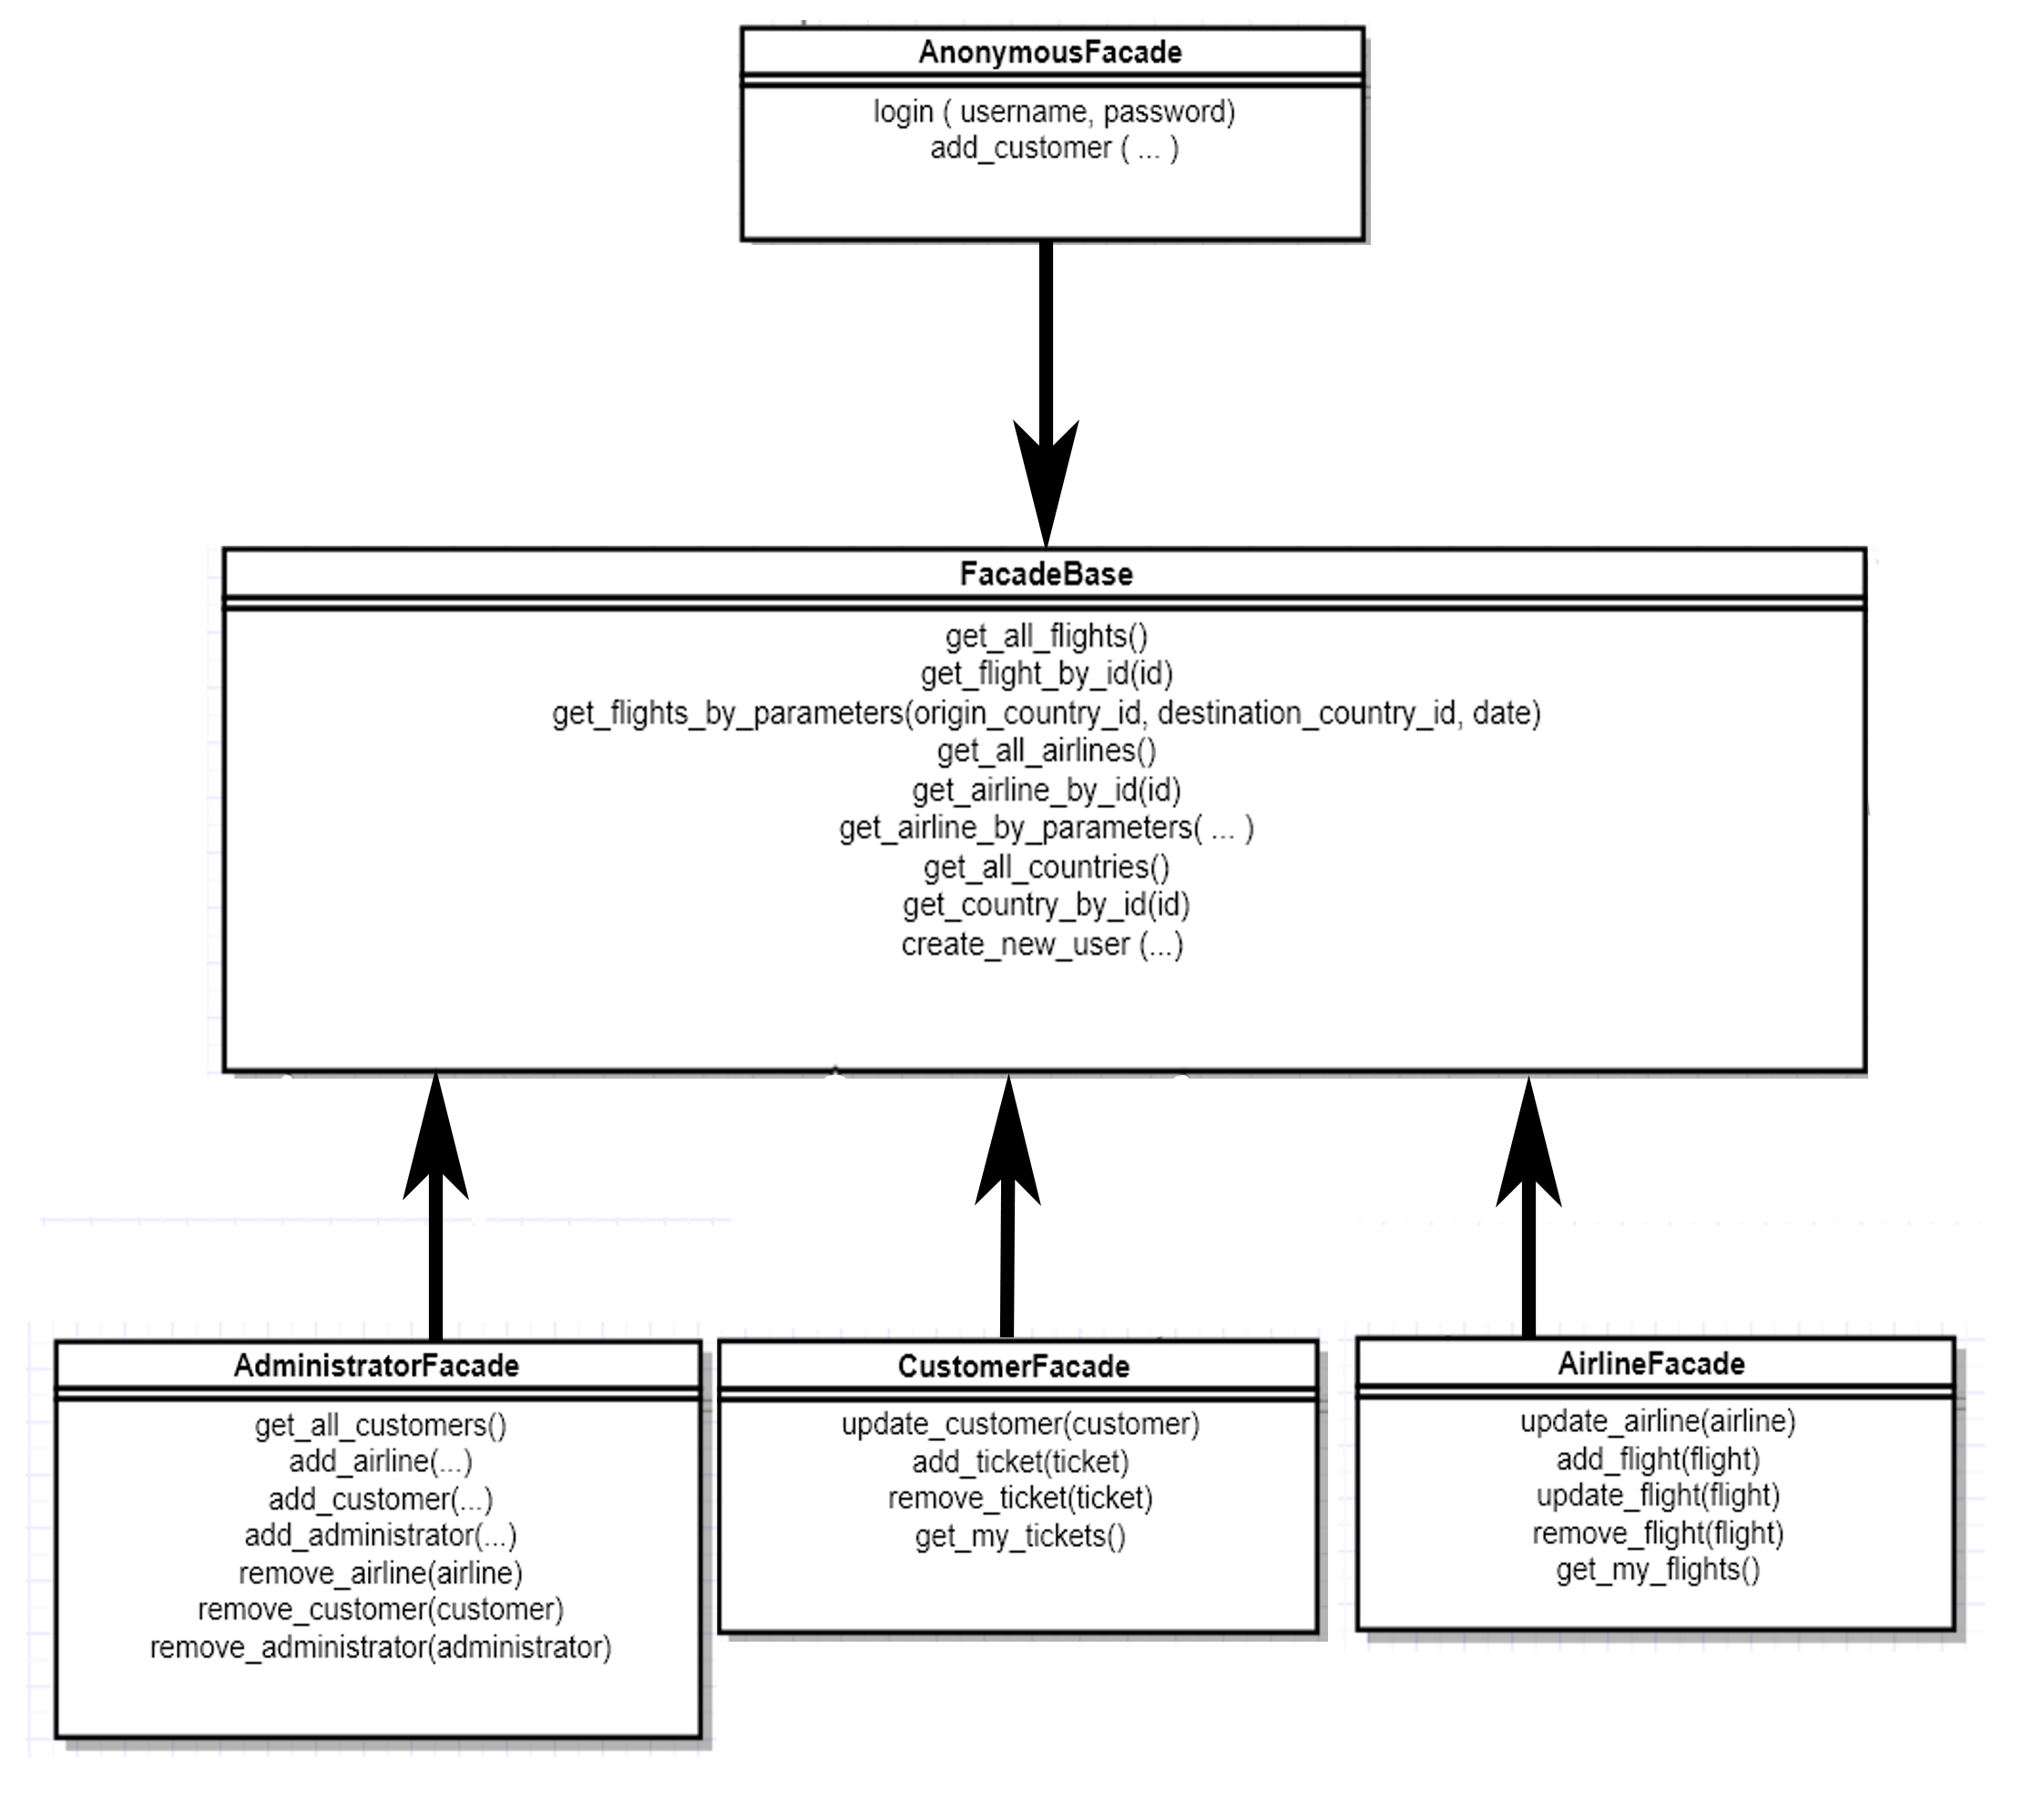 AnonymousFacade
login ( username, password)
add_customer ( ... )
FacadeBase
get_all_flights()
get_flight_by_id(id)
get_flights_by_parameters(origin_country_id, destination_country_id, date)
get_all_airlines()
get_airline_by_id(id)
get_airline_by_parameters( ... )
get_all_countries()
get_country_by_id(id)
create_new_user (...)
AdministratorFacade
get_all_customers()
add_airline(...)
add_customer(...)
add_administrator(...)
remove_airline(airline)
remove_customer(customer)
remove_administrator(administrator)
CustomerFacade
update_customer(customer)
add_ticket(ticket)
remove_ticket(ticket)
get_my_tickets()
AirlineFacade
update_airline(airline)
add_flight(flight)
update_flight(flight)
remove_flight(flight)
get_my_flights()